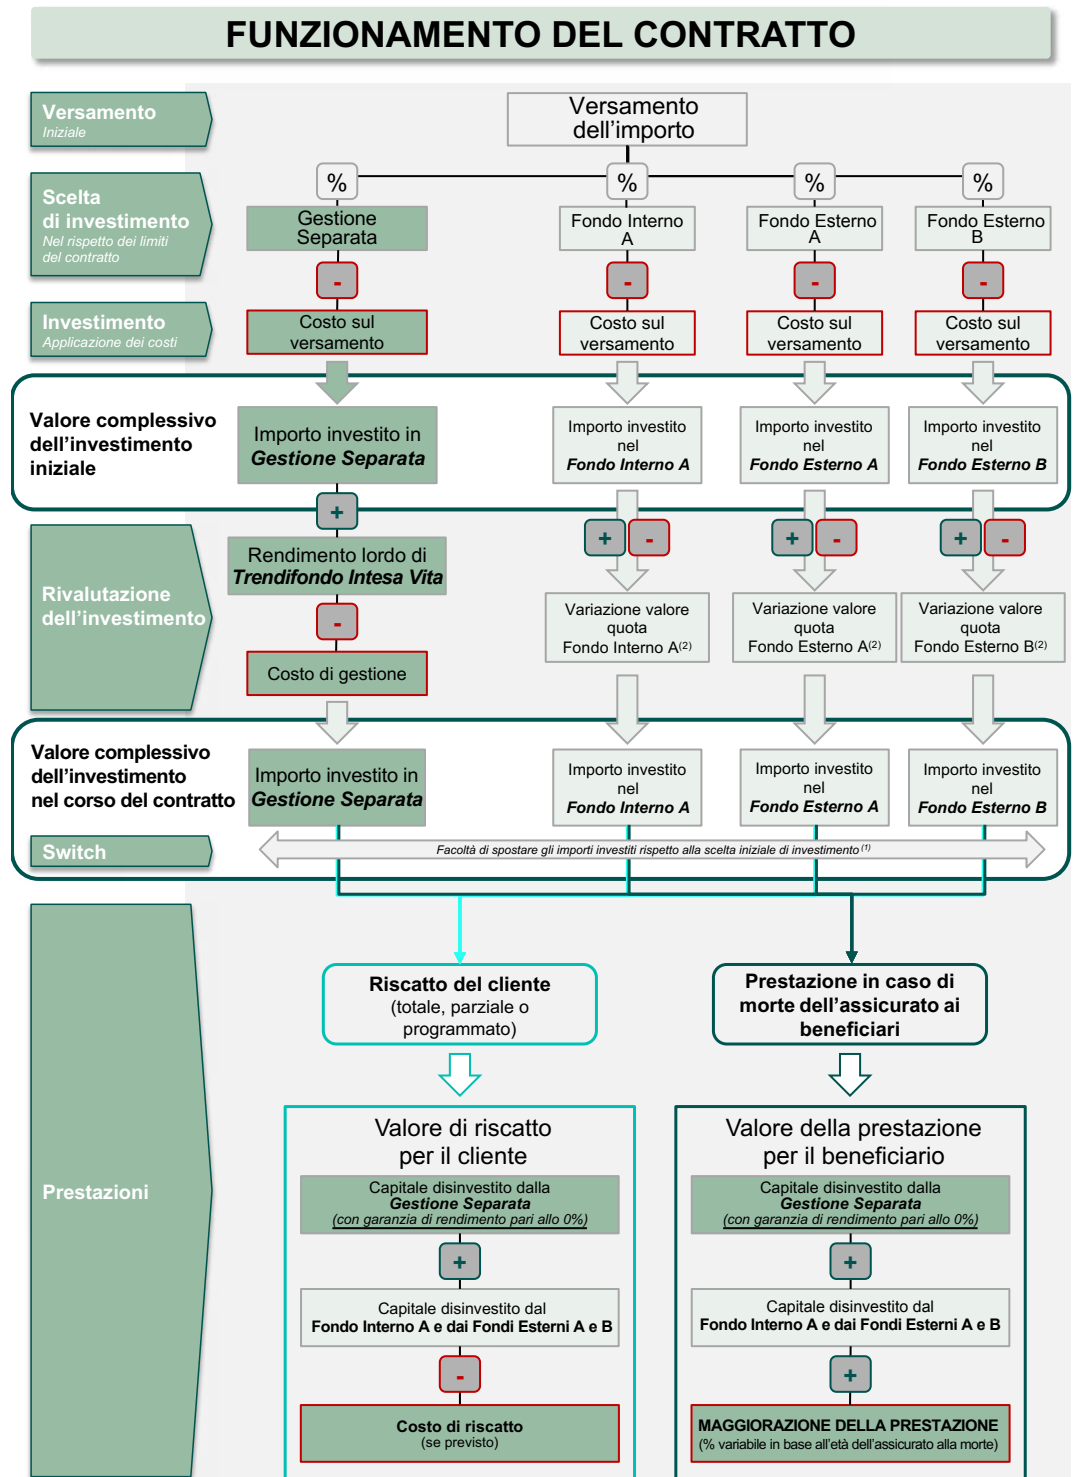 FUNZIONAMENTO DEL CONTRATTO
Versamento
Iniziale
Versamento
dell'importo
Scelta
di investimento
Nel rispetto dei limiti
del contratto
%
%
%
%
Gestione
Separata
Fondo Interno
A
Fondo Esterno
A
Fondo Esterno
B
-
-
-
-
Investimento
Applicazione dei costi
Costo sul
versamento
Costo sul
versamento
Costo sul
versamento
Costo sul
versamento
Valore complessivo
dell'investimento
iniziale
Importo investito in
Gestione Separata
Importo investito
nel
Fondo Interno A
Importo investito
nel
Fondo Esterno A
Importo investito
nel
Fondo Esterno B
+
+ -
+ -
+ -
Rivalutazione
dell'investimento
Rendimento lordo di
Trendifondo Intesa Vita
-
Costo di gestione
Variazione valore
quota
Fondo Interno A(2)
Variazione valore
quota
Fondo Esterno A(2)
Variazione valore
quota
Fondo Esterno B(2)
Valore complessivo
dell'investimento
nel corso del contratto
Importo investito in
Gestione Separata
Importo investito
nel
Fondo Interno A
Importo investito
nel
Fondo Esterno A
Importo investito
nel
Fondo Esterno B
Switch
Facoltà di spostare gli importi investiti rispetto alla scelta iniziale di investimento(1)
Prestazioni
Riscatto del cliente
(totale, parziale o
programmato)
Valore di riscatto
per il cliente
Capitale disinvestito dalla
Gestione Separata
(con garanzia di rendimento pari allo 0%)
+
Capitale disinvestito dal
Fondo Interno A e dai Fondi Esterni A e B
-
Costo di riscatto
(se previsto)
Prestazione in caso di
morte dell'assicurato ai
beneficiari
Valore della prestazione
per il beneficiario
Capitale disinvestito dalla
Gestione Separata
(con garanzia di rendimento pari allo 0%)
+
Capitale disinvestito dal
Fondo Interno A e dai Fondi Esterni A e B
+
MAGGIORAZIONE DELLA PRESTAZIONE
(% variabile in base all'età dell'assicurato alla morte)